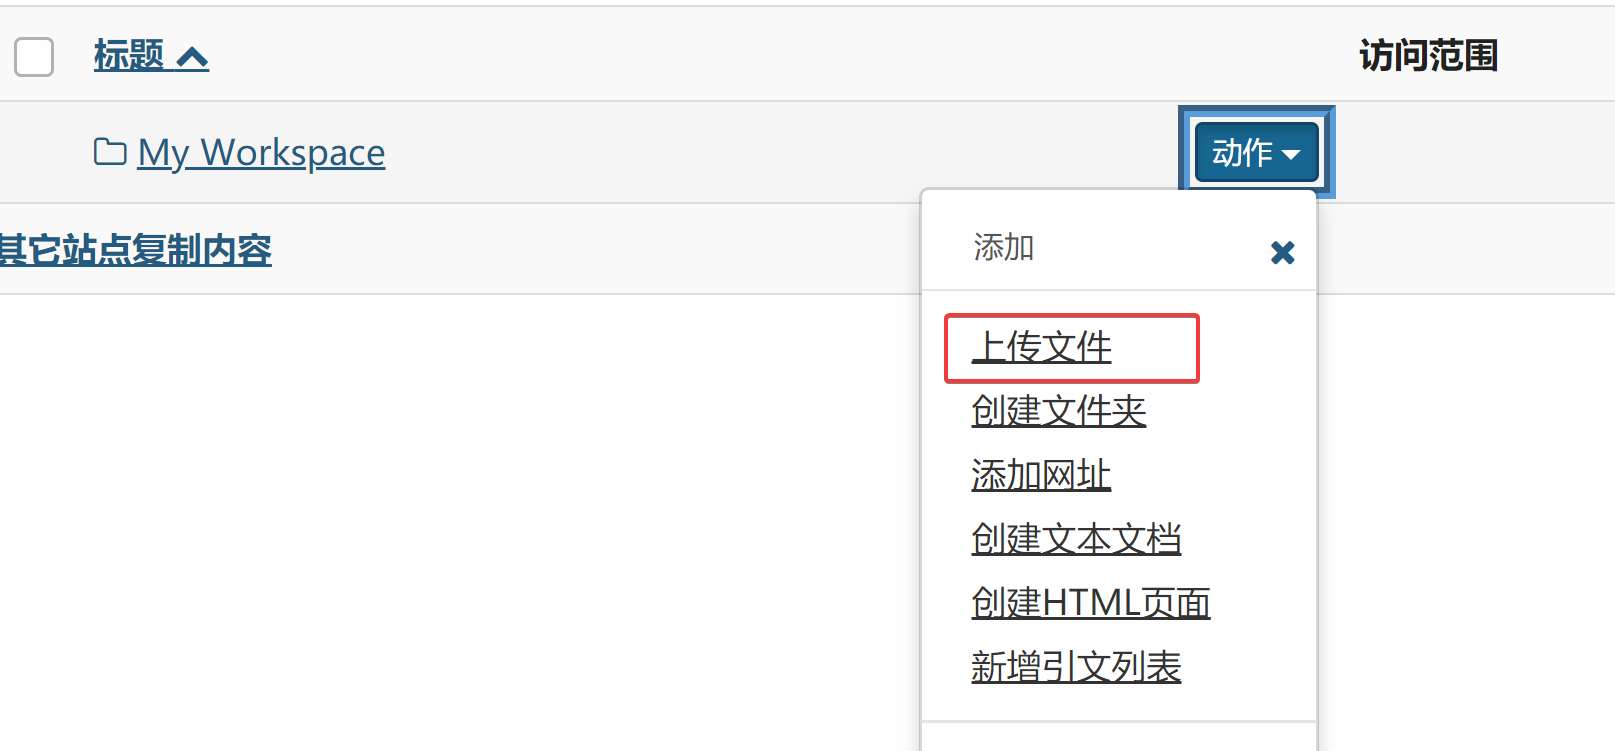 标题
访问范围
My Workspace
动作
其它站点复制内容
添加
上传文件
创建文件夹
添加网址
创建文本文档
创建HTML页面
新增引文列表